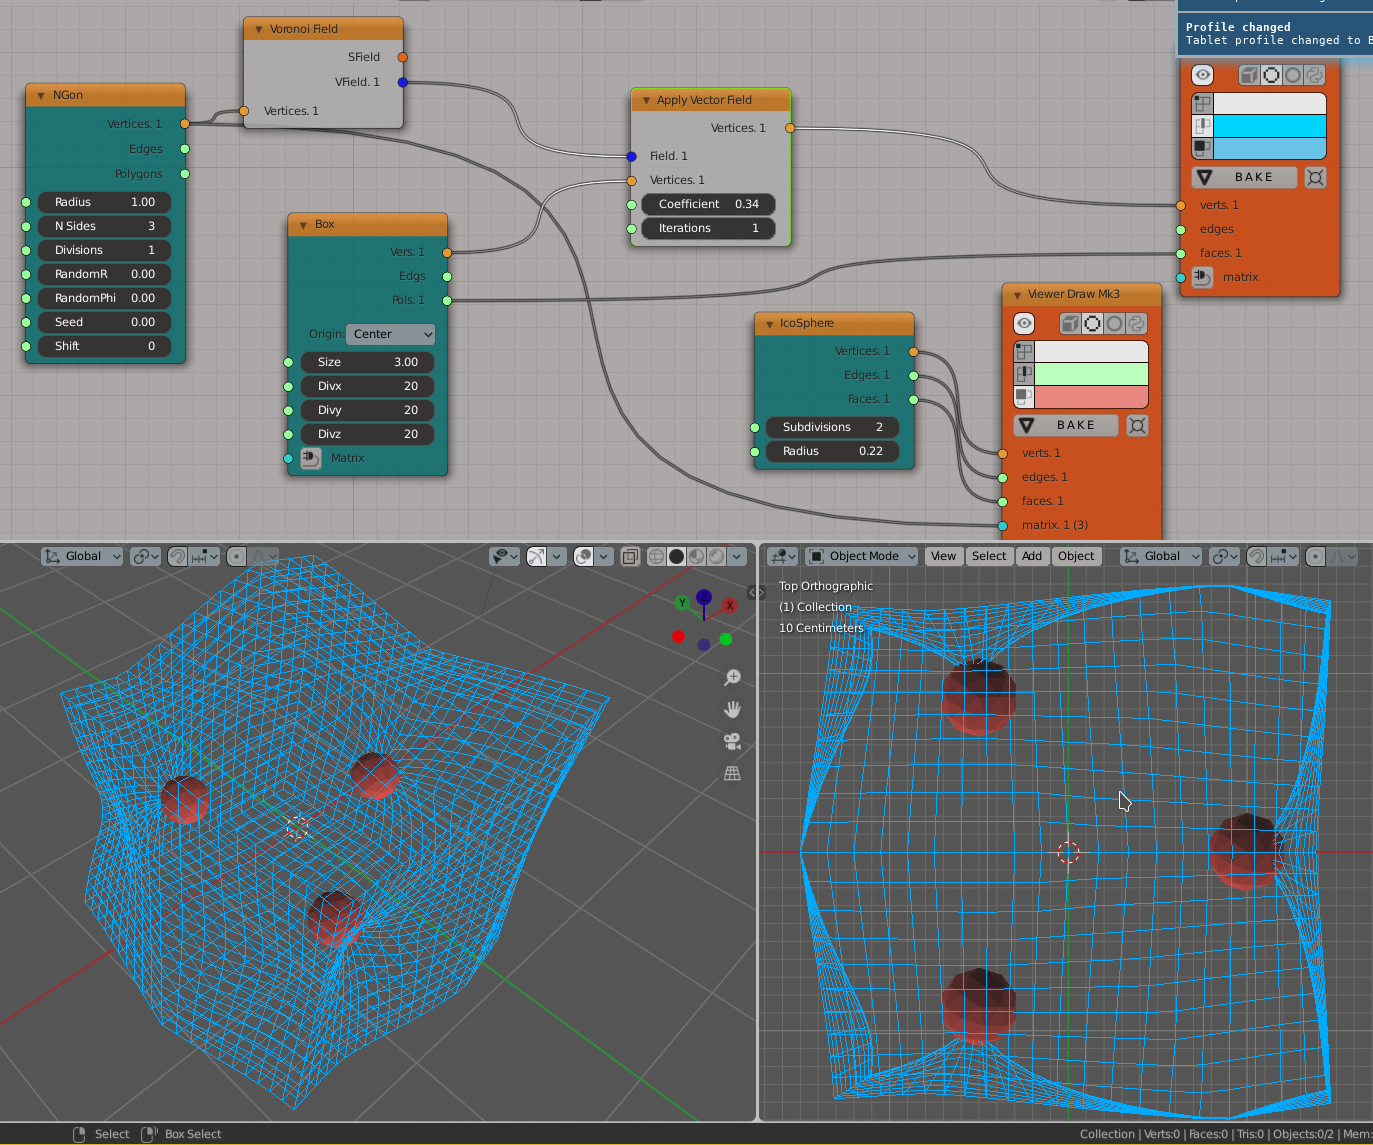 Profile changed
Tablet profile changed to B
Voronoi Field
SField
VField. 1
Vertices. 1
NGon
Vertices. 1
Edges
Polygons
Radius 1.00
N Sides 3
Divisions 1
RandomR 0.00
RandomPhi 0.00
Seed 0.00
Shift 0
Box
Vers. 1
Edgs
Pols. 1
Origin: Center
Size 3.00
Divx 20
Divy 20
Divz 20
Matrix
Apply Vector Field
Vertices. 1
Field. 1
Vertices. 1
Coefficient 0.34
Iterations 1
BAKE
verts. 1
edges
faces. 1
matrix
IcoSphere
Vertices. 1
Edges. 1
Faces. 1
Subdivisions 2
Radius 0.22
Viewer Draw Mk3
BAKE
verts. 1
edges. 1
faces. 1
matrix. 1 (3)
Global
Y
Z
X
Object Mode
View Select Add Object
Global
Top Orthographic
(1) Collection
10 Centimeters
Select
Box Select
Collection | Verts:0 | Faces:0 | Tris:0 | Objects:0/2 | Mem: